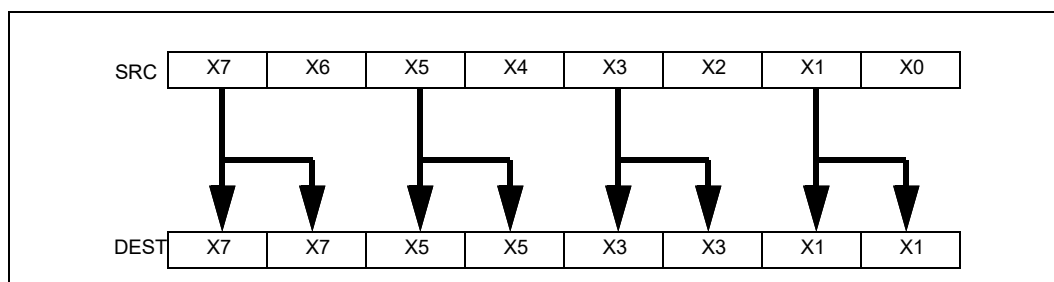 SRC X7 X6 X5 X4 X3 X2 X1 X0
DEST X7 X7 X5 X5 X3 X3 X1 X1